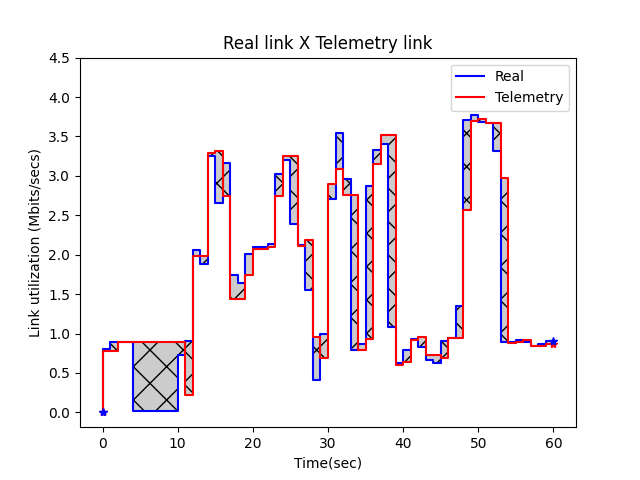 Real link X Telemetry link
Real
Telemetry
Link utilization (Mbits/secs)
4.5
4.0
3.5
3.0
2.5
2.0
1.5
1.0
0.5
0.0
0 10 20 30 40 50 60
Time(sec)